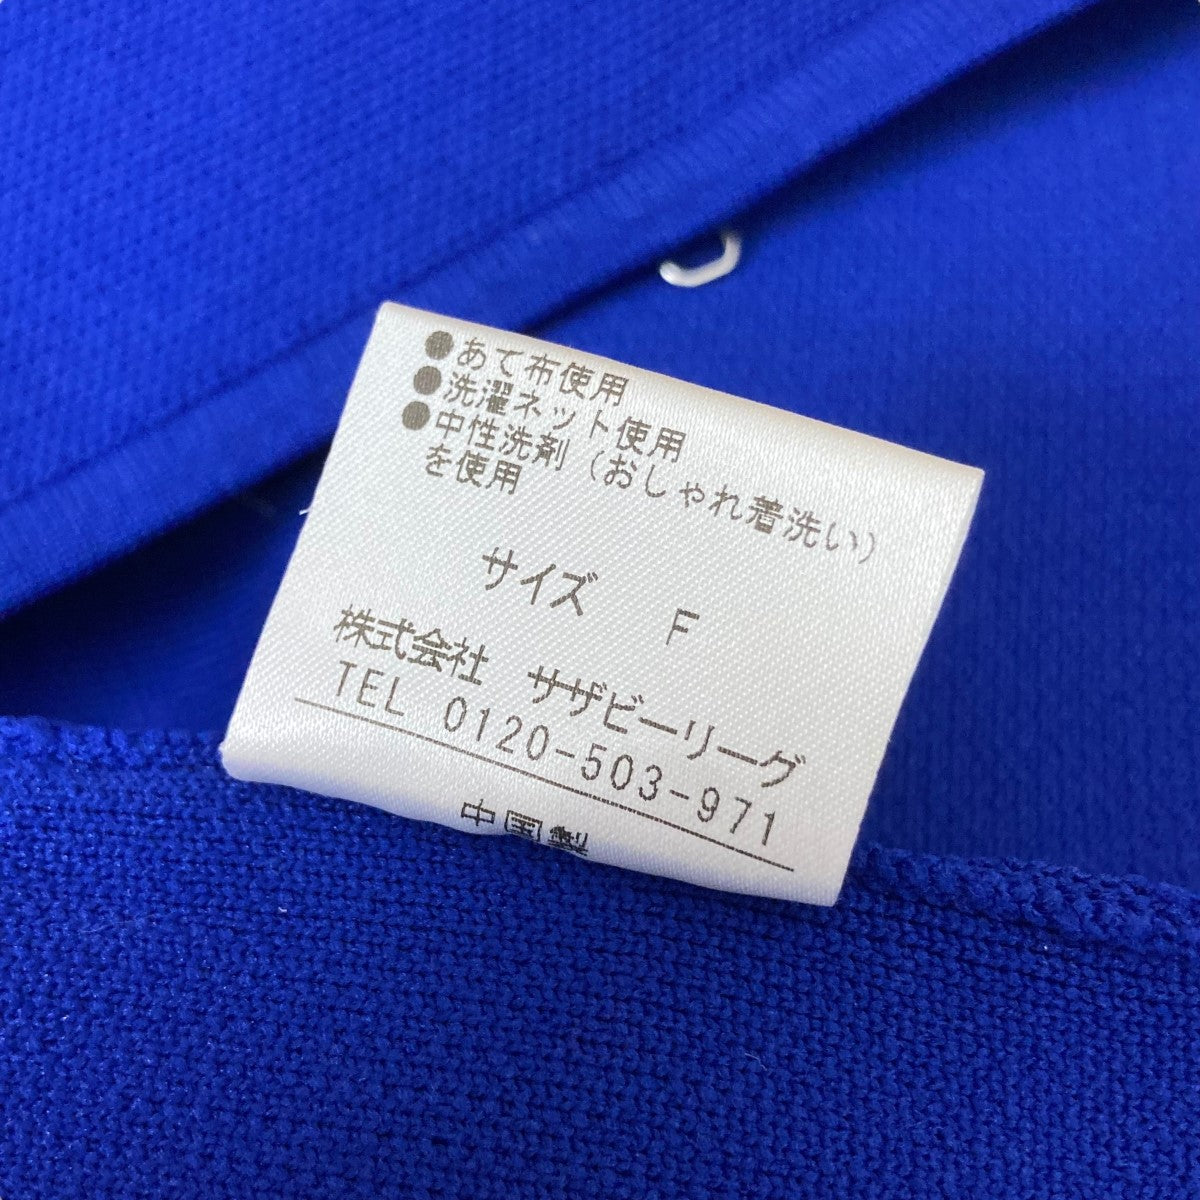 ●あて布使用
●洗濯ネット使用
●中性洗剤（おしゃれ着洗い）
を使用
サイズ F
株式会社 サザビーリーグ
TEL 0120-503-971
中国製